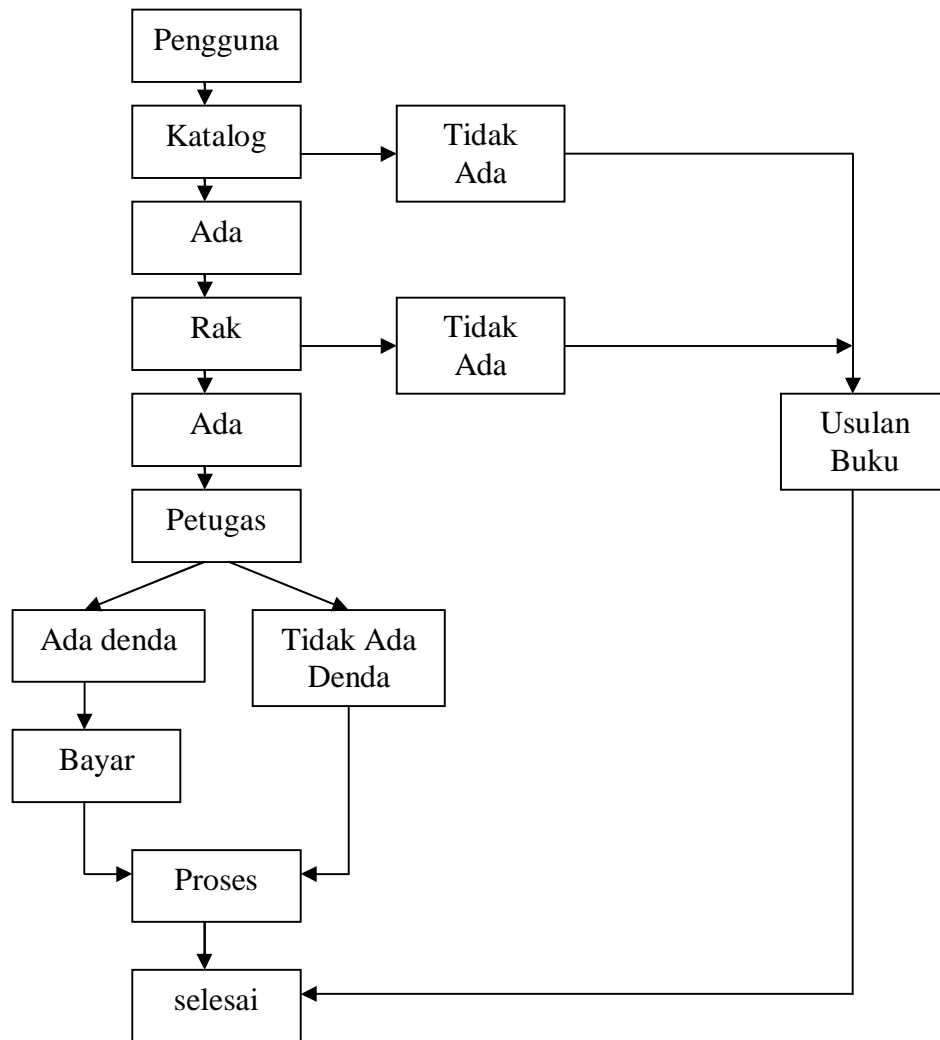 Pengguna
Katalog
Tidak
Ada
Ada
Rak
Tidak
Ada
Ada
Usulan
Buku
Petugas
Ada denda
Tidak Ada
Denda
Bayar
Proses
selesai